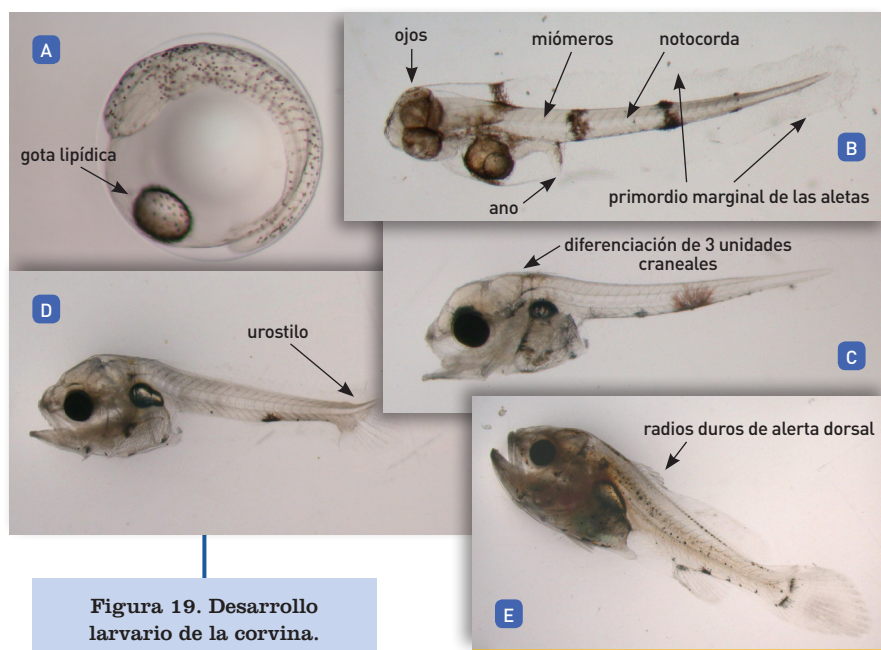 A
gota lipídica
ojos
miómeros
notocorda
B
ano
primordio marginal de las aletas
diferenciación de 3 unidades
craneales
C
D
urostilo
radios duros de alerta dorsal
E
Figura 19. Desarrollo
larvario de la corvina.